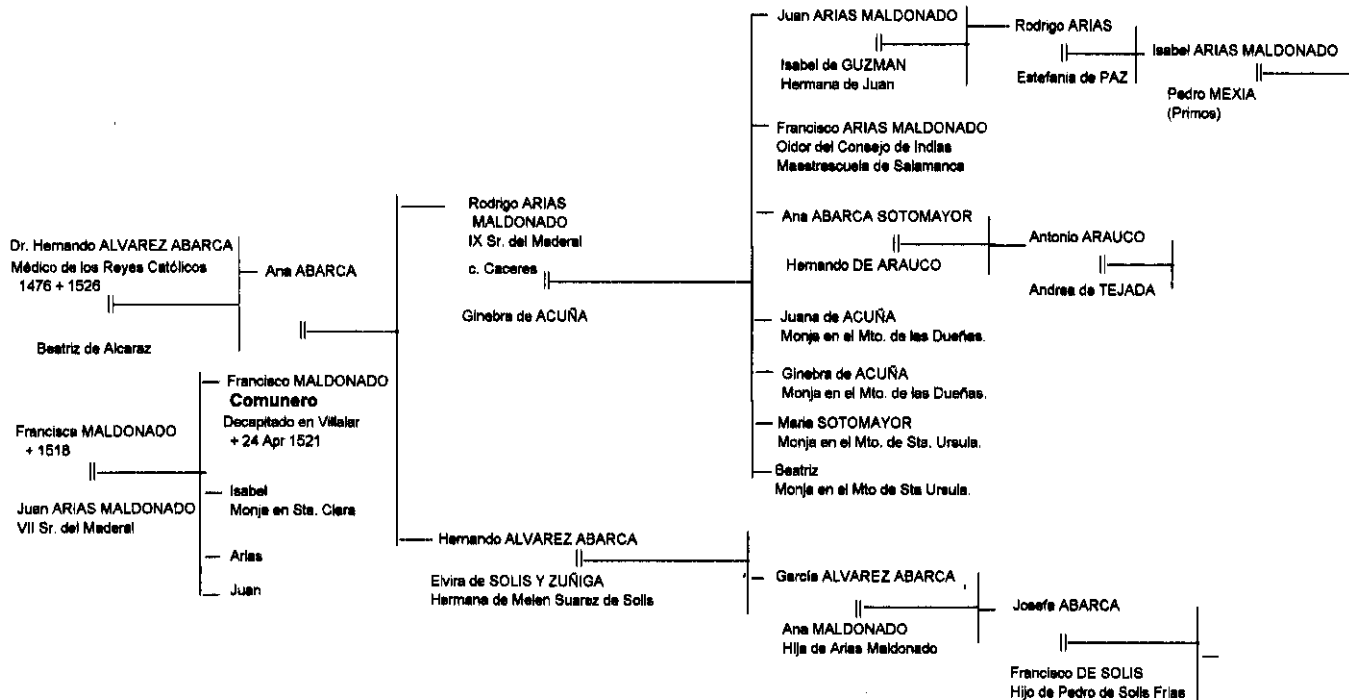 Dr. Hernando ALVAREZ ABARCA
Médico de los Reyes Católicos
1476 + 1526
Beatriz de Alcaraz
Ana ABARCA
Francisca MALDONADO
+ 1518
Juan ARIAS MALDONADO
VII Sr. del Maderal
Francisco MALDONADO
Comunero
Decapitado en Villalar
+ 24 Apr 1521
Isabel
Monja en Sta. Clara
Arias
Juan
Rodrigo ARIAS
MALDONADO
IX Sr. del Maderal
c. Caceres
Ginebra de ACUÑA
Hernando ALVAREZ ABARCA
Elvira de SOLIS Y ZUÑIGA
Hermana de Melen Suarez de Solis
Juan ARIAS MALDONADO
Isabel de GUZMAN
Hermana de Juan
Francisco ARIAS MALDONADO
Oidor del Consejo de Indias
Maestrescuela de Salamanca
Ana ABARCA SOTOMAYOR
Hernando DE ARAUCO
Juana de ACUÑA
Monja en el Mto. de las Dueñas.
Ginebra de ACUÑA
Monja en el Mto. de las Dueñas.
Maria SOTOMAYOR
Monja en el Mto. de Sta. Ursula.
Beatriz
Monja en el Mto de Sta Ursula.
García ALVAREZ ABARCA
Ana MALDONADO
Hija de Arias Maldonado
Rodrigo ARIAS
Estefania de PAZ
Isabel ARIAS MALDONADO
Pedro MEXIA
(Primos)
Antonio ARAUCO
Andrea de TEJADA
Josefa ABARCA
Francisco DE SOLIS
Hijo de Pedro de Solis Frias